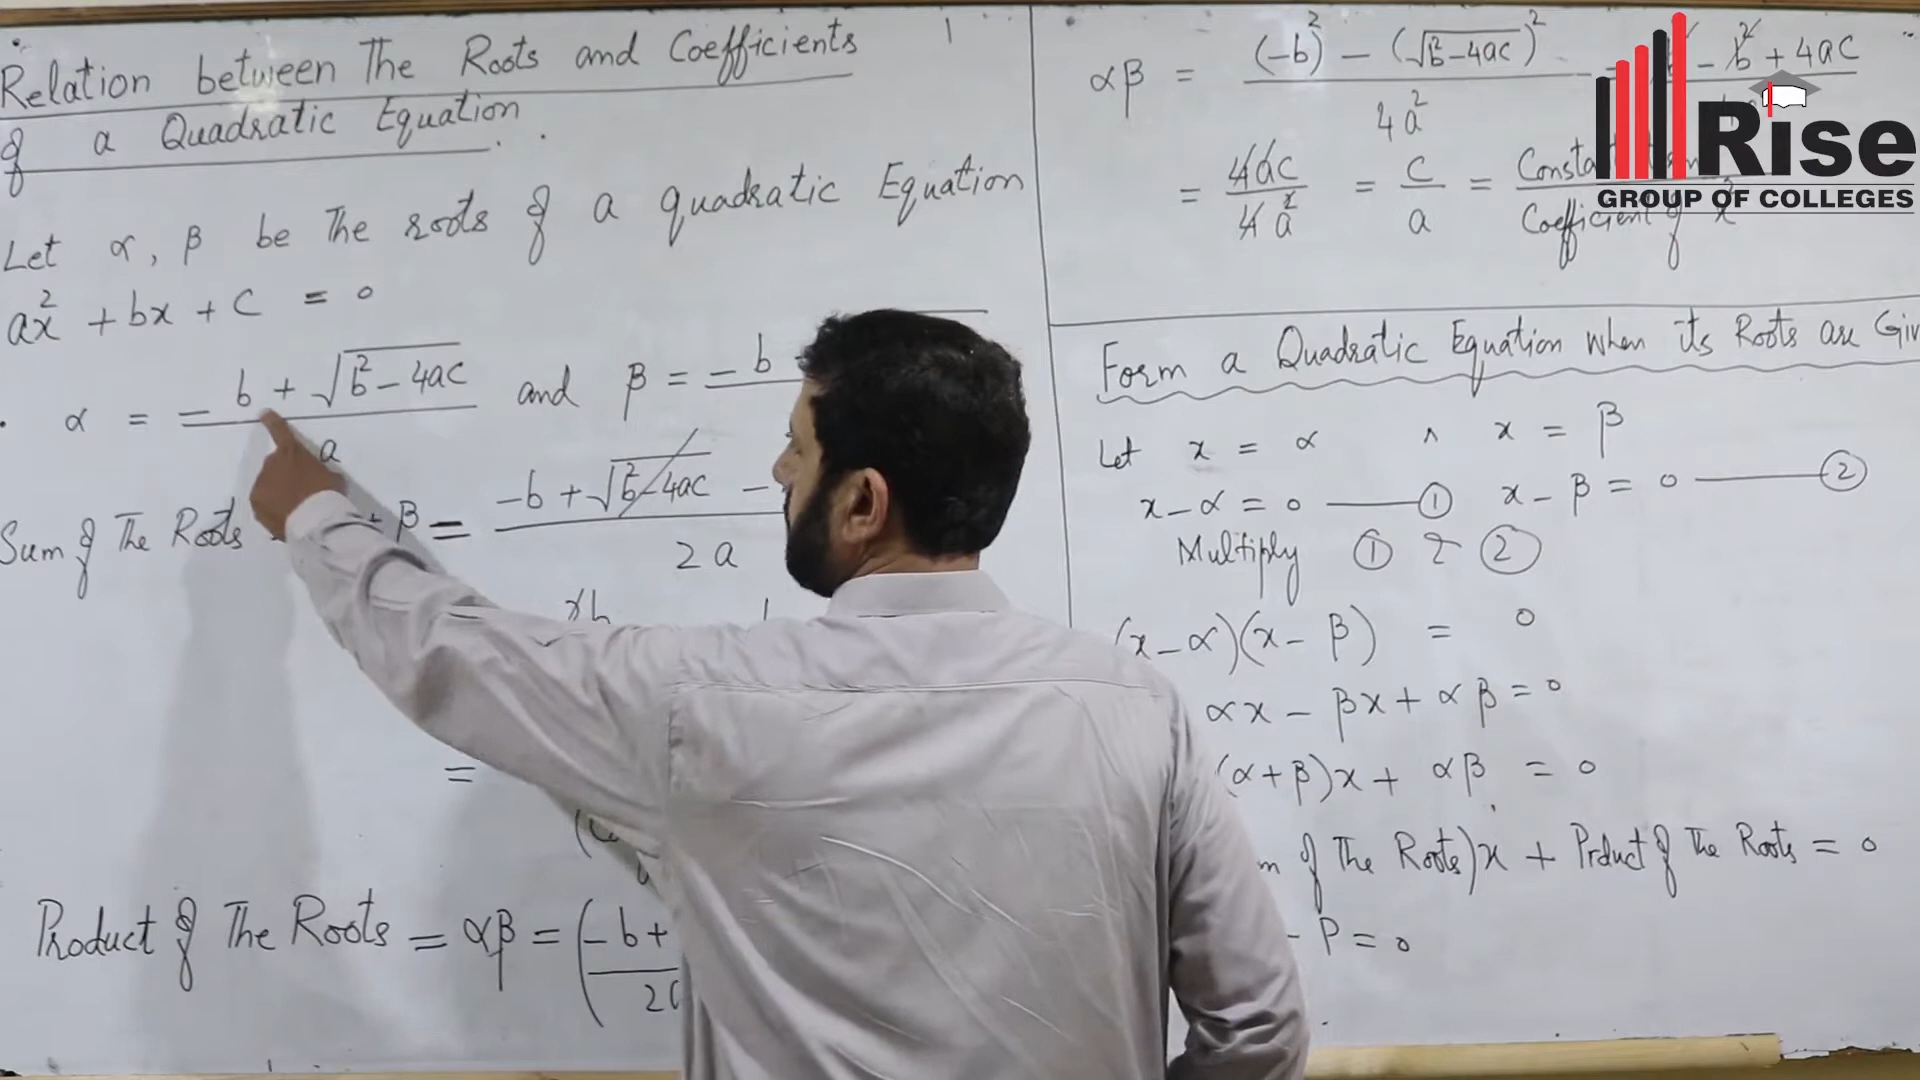 Relation between The Roots and Coefficients
of a Quadratic Equation.
Let α, β be The roots of a quadratic Equation
ax² + bx + c = 0
α = -b + √b²-4ac and β = -b
a
Sum of The Roots + β = -b + √b²-4ac -
2a
=
Product of The Roots = αβ = (-b +
2
αβ = (-b)² - (√b²-4ac)² - b² + 4ac
4a²
= 4ac / 4a² = c / a =
Coefficient of x²
Form a Quadratic Equation when its Roots are Giv
Let x = α ∧ x = β
x-α = 0 —① x-β = 0 —②
Multiply ① & ②
(x-α)(x-β) = 0
αx - βx + αβ = 0
(α+β)x + αβ = 0
m of The Roots)x + Prduct of The Roots = 0
- P = 0
Rise
GROUP OF COLLEGES